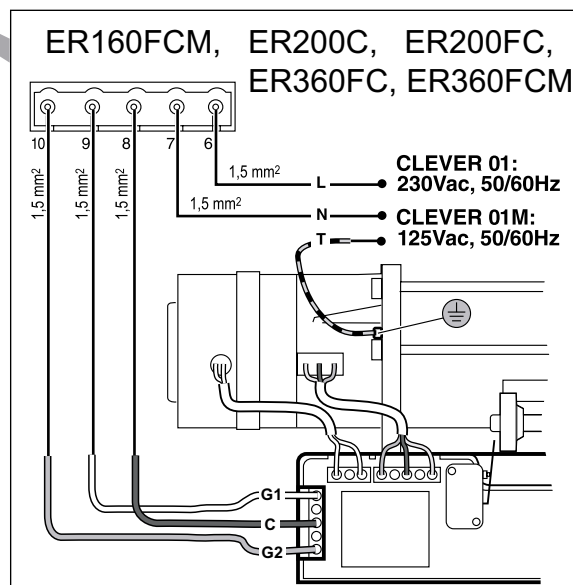 ER160FCM, ER200C, ER200FC,
ER360FC, ER360FCM
10 9 8 7 6
1,5 mm²
1,5 mm²
1,5 mm²
1,5 mm²
1,5 mm²
L
CLEVER 01:
230Vac, 50/60Hz
N
CLEVER 01M:
T
125Vac, 50/60Hz
G1
C
G2